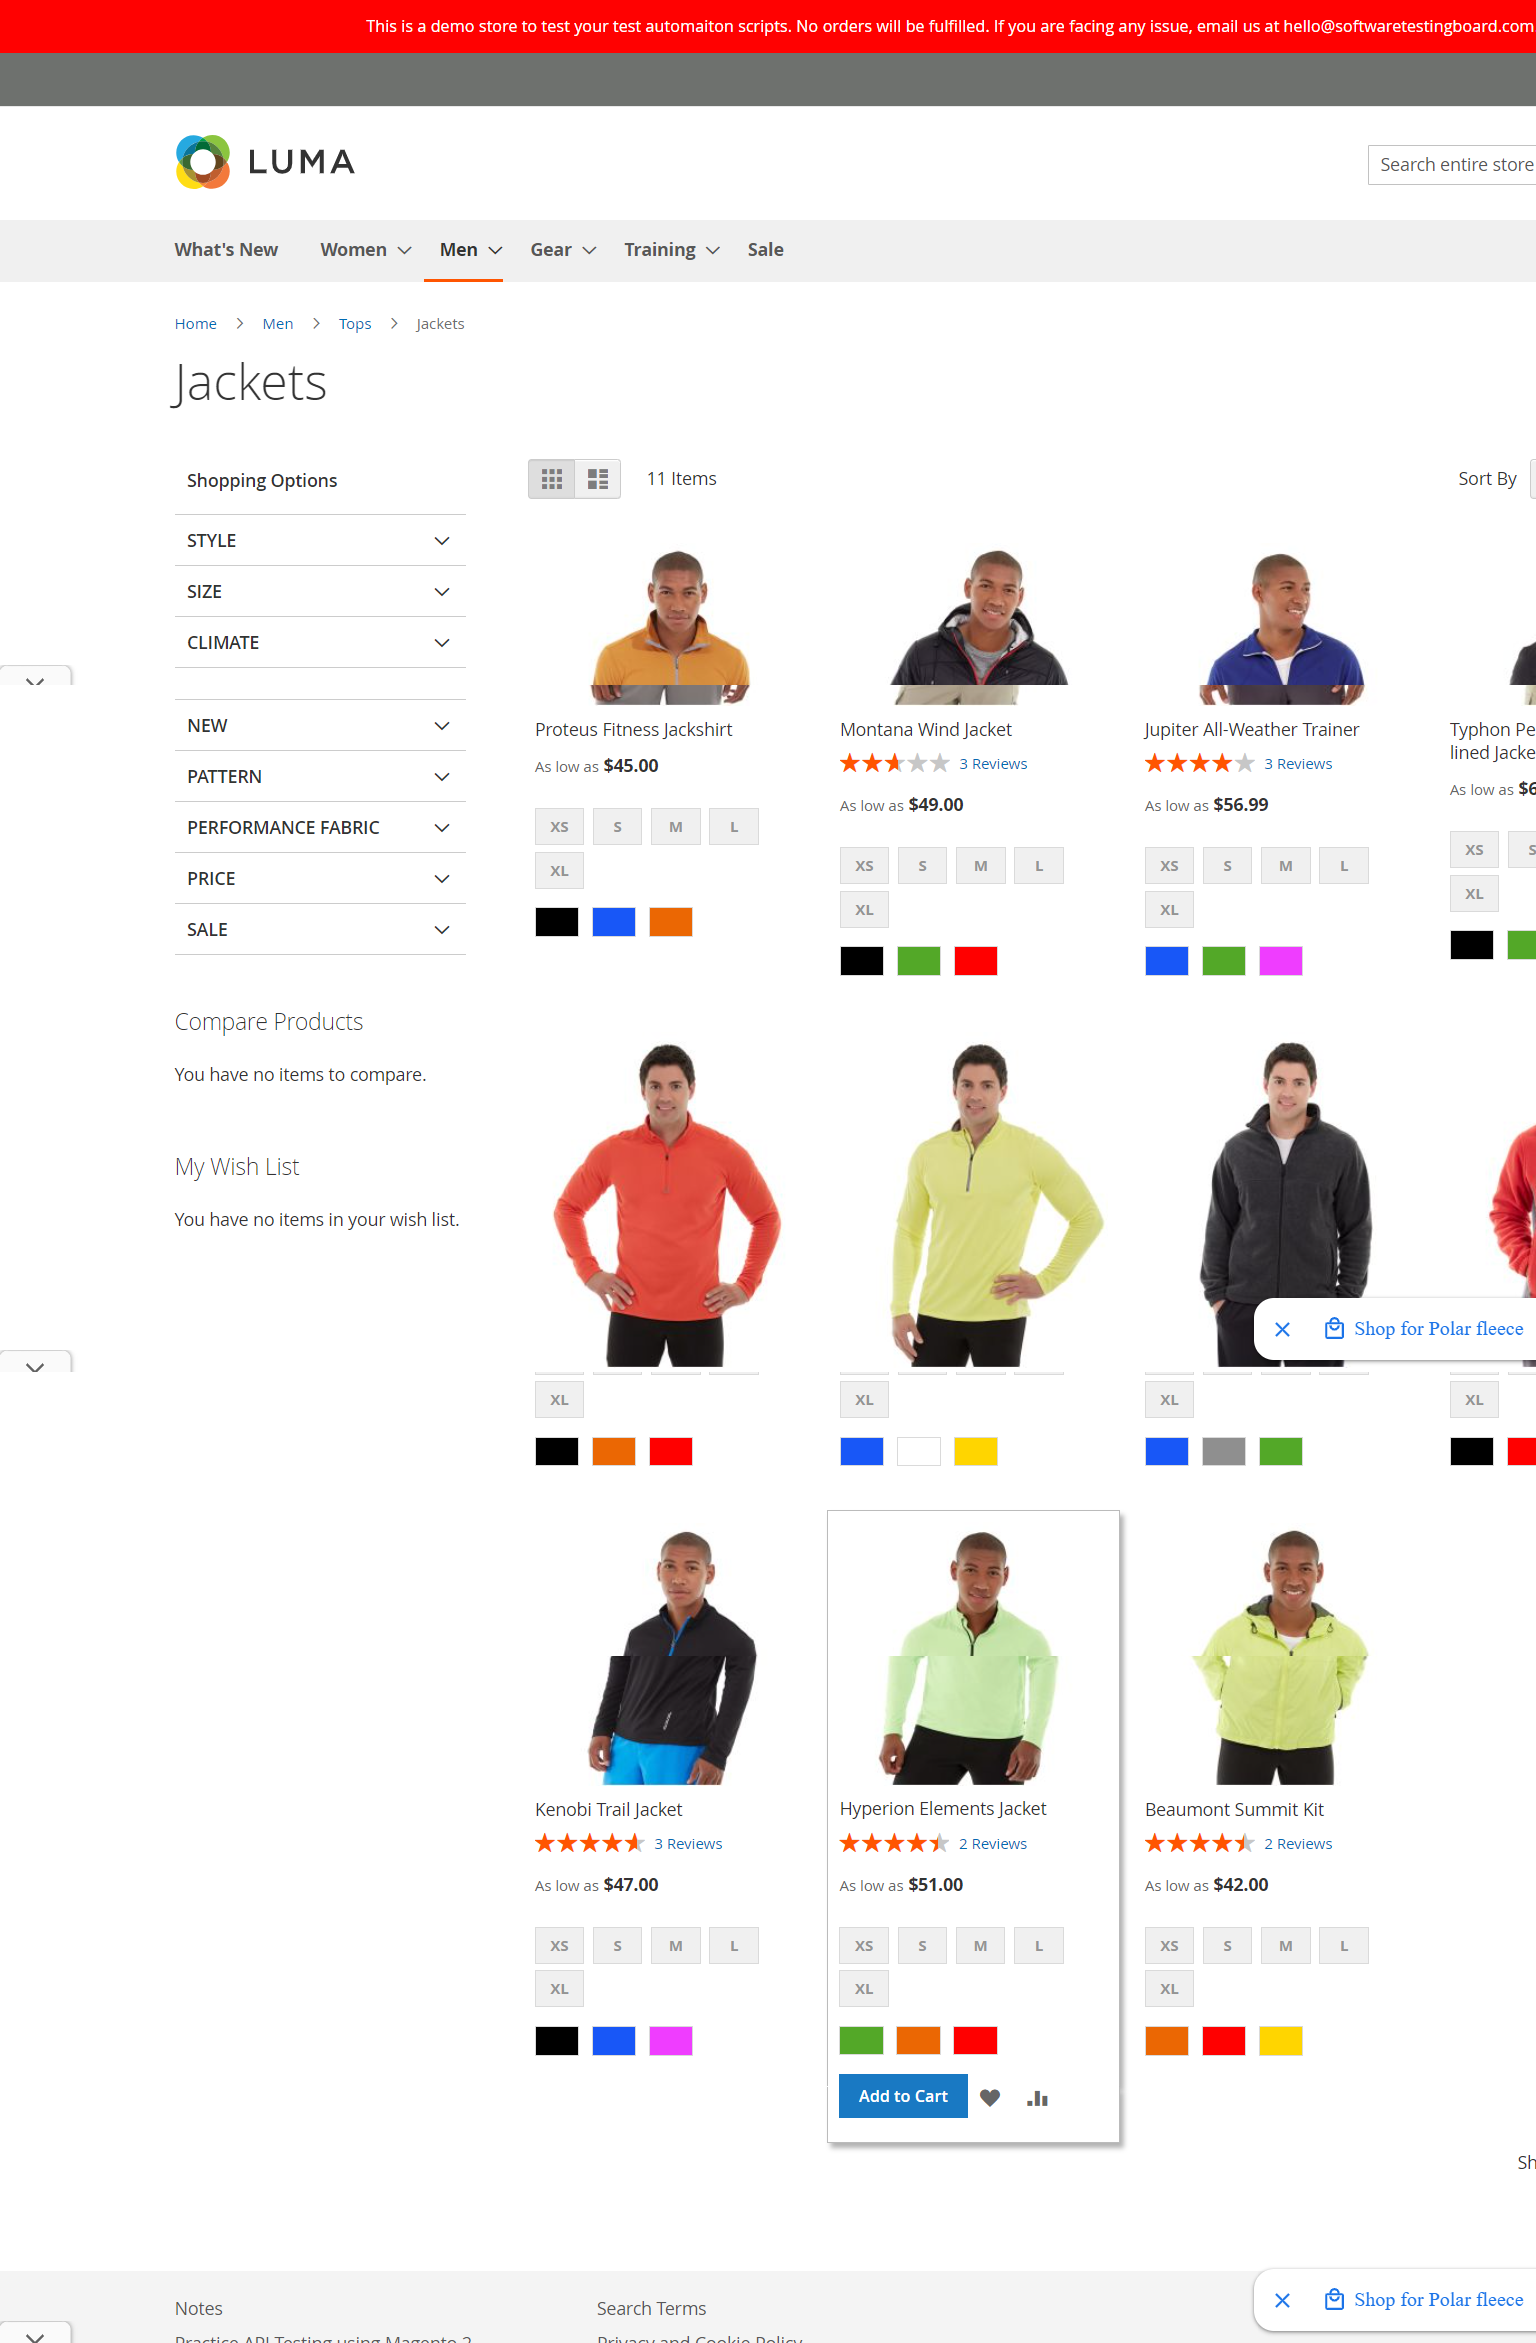 This is a demo store to test your test automaiton scripts. No orders will be fulfilled. If you are facing any issue, email us at hello@softwaretestingboard.com
LUMA
Search entire store
What's New Women Men Gear Training Sale
Home Men Tops Jackets
Jackets
Shopping Options
11 Items
Sort By
STYLE
SIZE
CLIMATE
NEW
PATTERN
PERFORMANCE FABRIC
PRICE
SALE
Compare Products
You have no items to compare.
My Wish List
You have no items in your wish list.
Proteus Fitness Jackshirt
As low as $45.00
XS S M L
XL
Montana Wind Jacket
3 Reviews
As low as $49.00
XS S M L
XL
Jupiter All-Weather Trainer
3 Reviews
As low as $56.99
XS S M L
XL
Typhon
lined
As low as
XS
XL
Shop for Polar fleece
XL
XL
XL
XL
Kenobi Trail Jacket
3 Reviews
As low as $47.00
XS S M L
XL
Hyperion Elements Jacket
2 Reviews
As low as $51.00
XS S M L
XL
Add to Cart
Beaumont Summit Kit
2 Reviews
As low as $42.00
XS S M L
XL
Notes
Search Terms
Shop for Polar fleece
Practice API Testing using Magento 2
Privacy and Cookie Policy